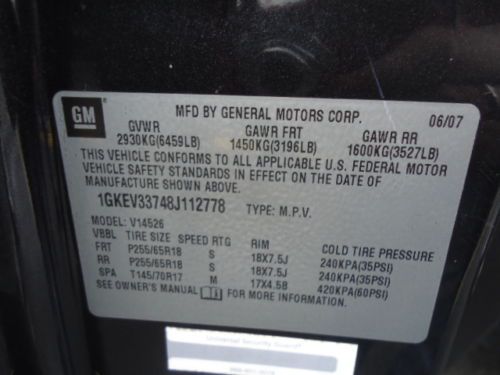 GM
MFD BY GENERAL MOTORS CORP. 06/07
GVWR GAWR FRT GAWR RR
2930KG(6459LB) 1450KG(3196LB) 1600KG(3527LB)
THIS VEHICLE CONFORMS TO ALL APPLICABLE U.S. FEDERAL MOTOR
VEHICLE SAFETY STANDARDS IN EFFECT ON THE DATE OF
MANUFACTURE SHOWN ABOVE.
1GKEV33748J112778 TYPE: M.P.V.
MODEL: V14526
VBBL TIRE SIZE SPEED RTG RIM COLD TIRE PRESSURE
FRT P255/65R18 S 18X7.5J 240KPA(35PSI)
RR P255/65R18 S 18X7.5J 240KPA(35PSI)
SPA T145/70R17 M 17X4.5B 420KPA(60PSI)
SEE OWNER'S MANUAL FOR MORE INFORMATION.
Universal Security Guard